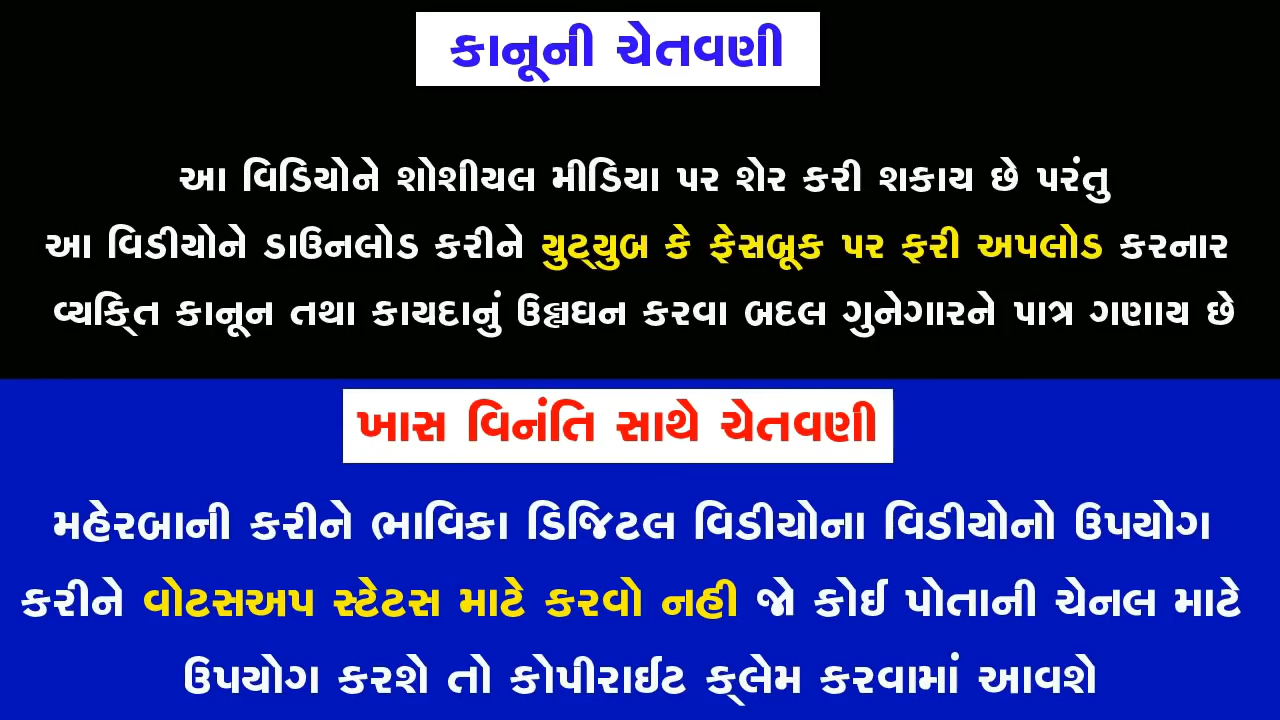 કાનૂની ચેતવણી
આ વિડિયોને શોશીયલ મીડિયા પર શેર કરી શકાય છે પરંતુ
આ વિડીયોને ડાઉનલોડ કરીને યુટ્યુબ કે ફેસબૂક પર ફરી અપલોડ કરનાર
વ્યકિ્ત કાનૂન તથા કાયદાનું ઉલ્લઘન કરવા બદલ ગુનેગારને પાત્ર ગણાય છે
ખાસ વિનંતિ સાથે ચેતવણી
મહેરબાની કરીને ભાવિકા ડિજિટલ વિડીયોના વિડીયોનો ઉપયોગ
કરીને વોટસઅપ સ્ટેટસ માટે કરવો નહી જો કોઈ પોતાની ચેનલ માટે
ઉપયોગ કરશે તો કોપીરાઈટ ક્લેમ કરવામાં આવશે